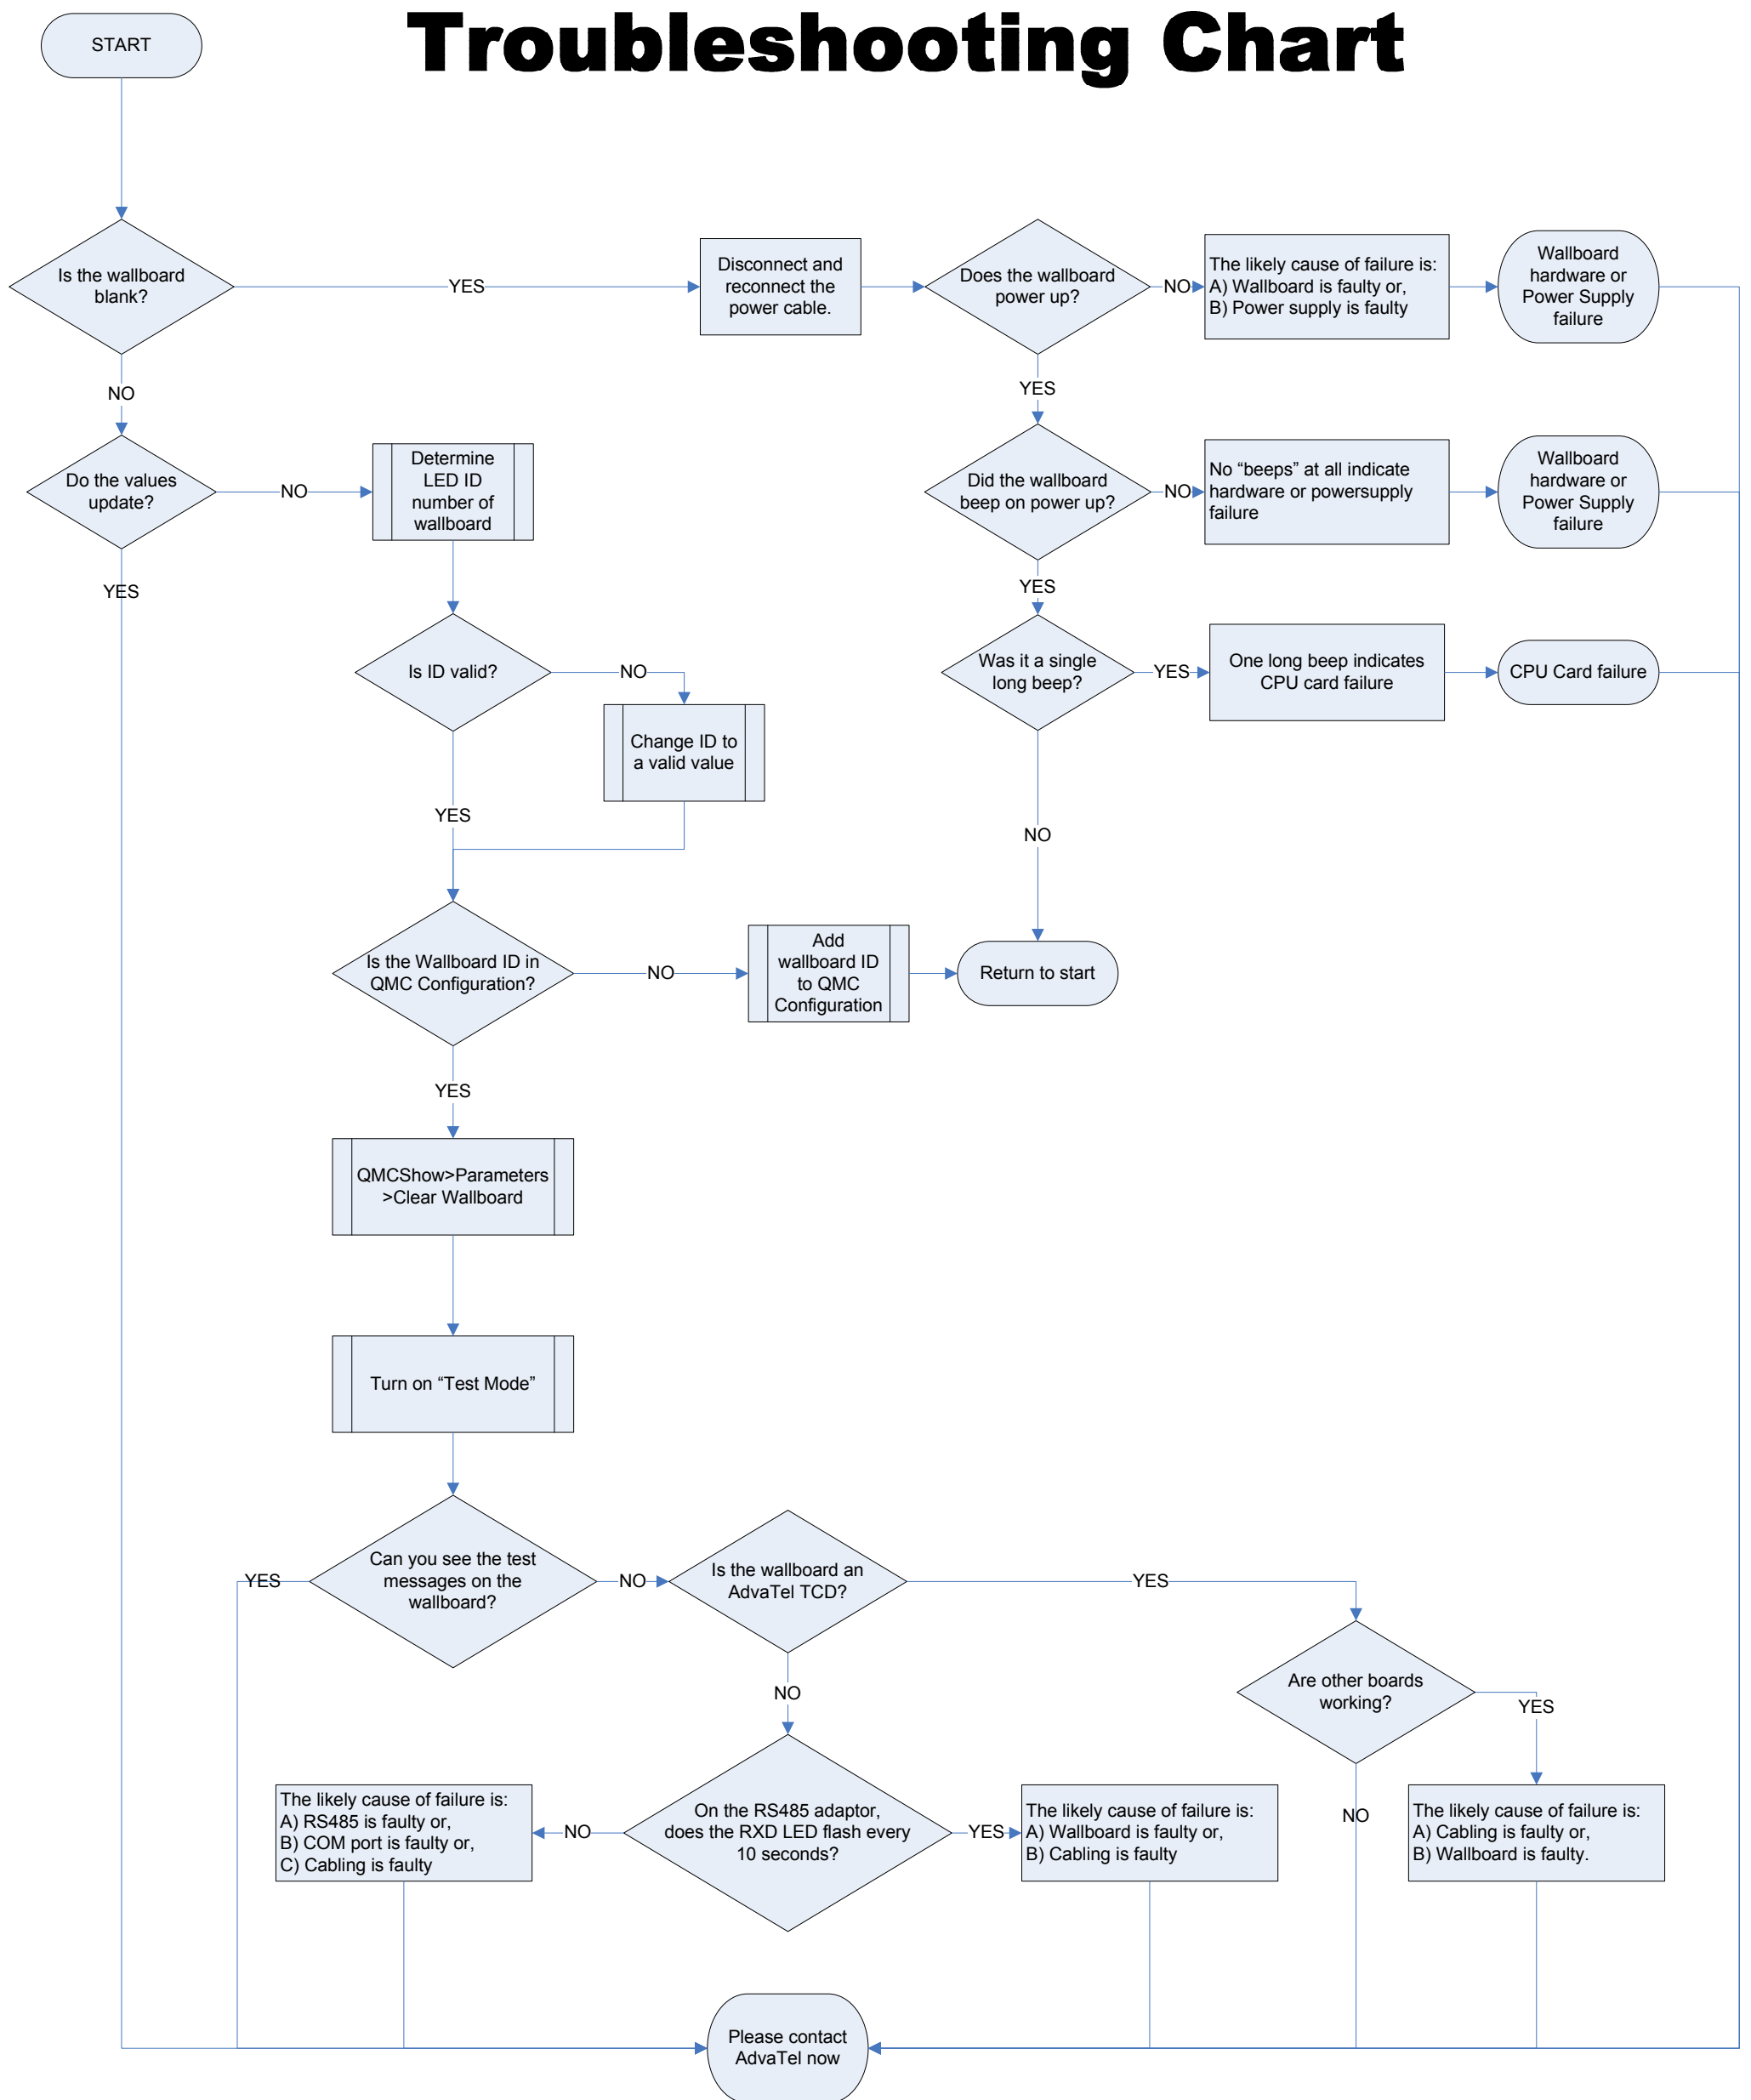 START
Troubleshooting Chart
Is the wallboard
blank?
YES
Disconnect and
reconnect the
power cable.
Does the wallboard
power up?
NO
The likely cause of failure is:
A) Wallboard is faulty or,
B) Power supply is faulty
Wallboard
hardware or
Power Supply
failure
NO
YES
Do the values
update?
NO
Determine
LED ID
number of
wallboard
Did the wallboard
beep on power up?
NO
No “beeps” at all indicate
hardware or powersupply
failure
Wallboard
hardware or
Power Supply
failure
YES
YES
Is ID valid?
NO
Was it a single
long beep?
YES
One long beep indicates
CPU card failure
CPU Card failure
Change ID to
a valid value
YES
NO
Is the Wallboard ID in
QMC Configuration?
NO
Add
wallboard ID
to QMC
Configuration
Return to start
YES
QMCShow>Parameters
>Clear Wallboard
Turn on “Test Mode”
YES
Can you see the test
messages on the
wallboard?
NO
Is the wallboard an
AdvaTel TCD?
YES
NO
Are other boards
working?
YES
The likely cause of failure is:
A) RS485 is faulty or,
B) COM port is faulty or,
C) Cabling is faulty
NO
On the RS485 adaptor,
does the RXD LED flash every
10 seconds?
YES
The likely cause of failure is:
A) Wallboard is faulty or,
B) Cabling is faulty
NO
The likely cause of failure is:
A) Cabling is faulty or,
B) Wallboard is faulty.
Please contact
AdvaTel now